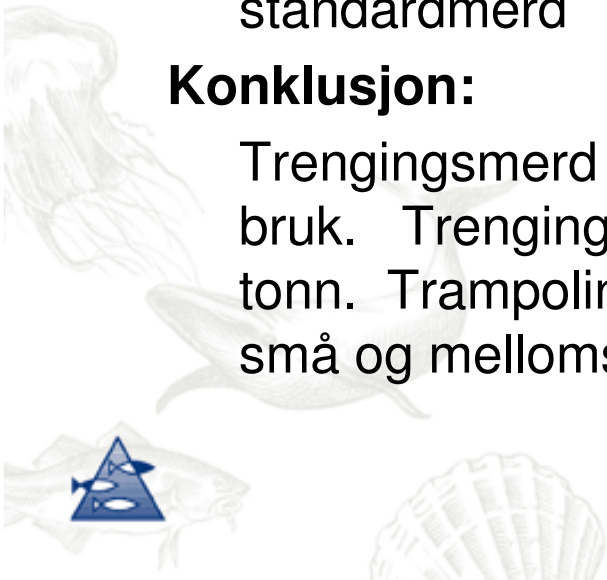 standardmerd
Konklusjon:
Trengingsmerd
bruk. Trenging
tonn. Trampolin
små og melloms